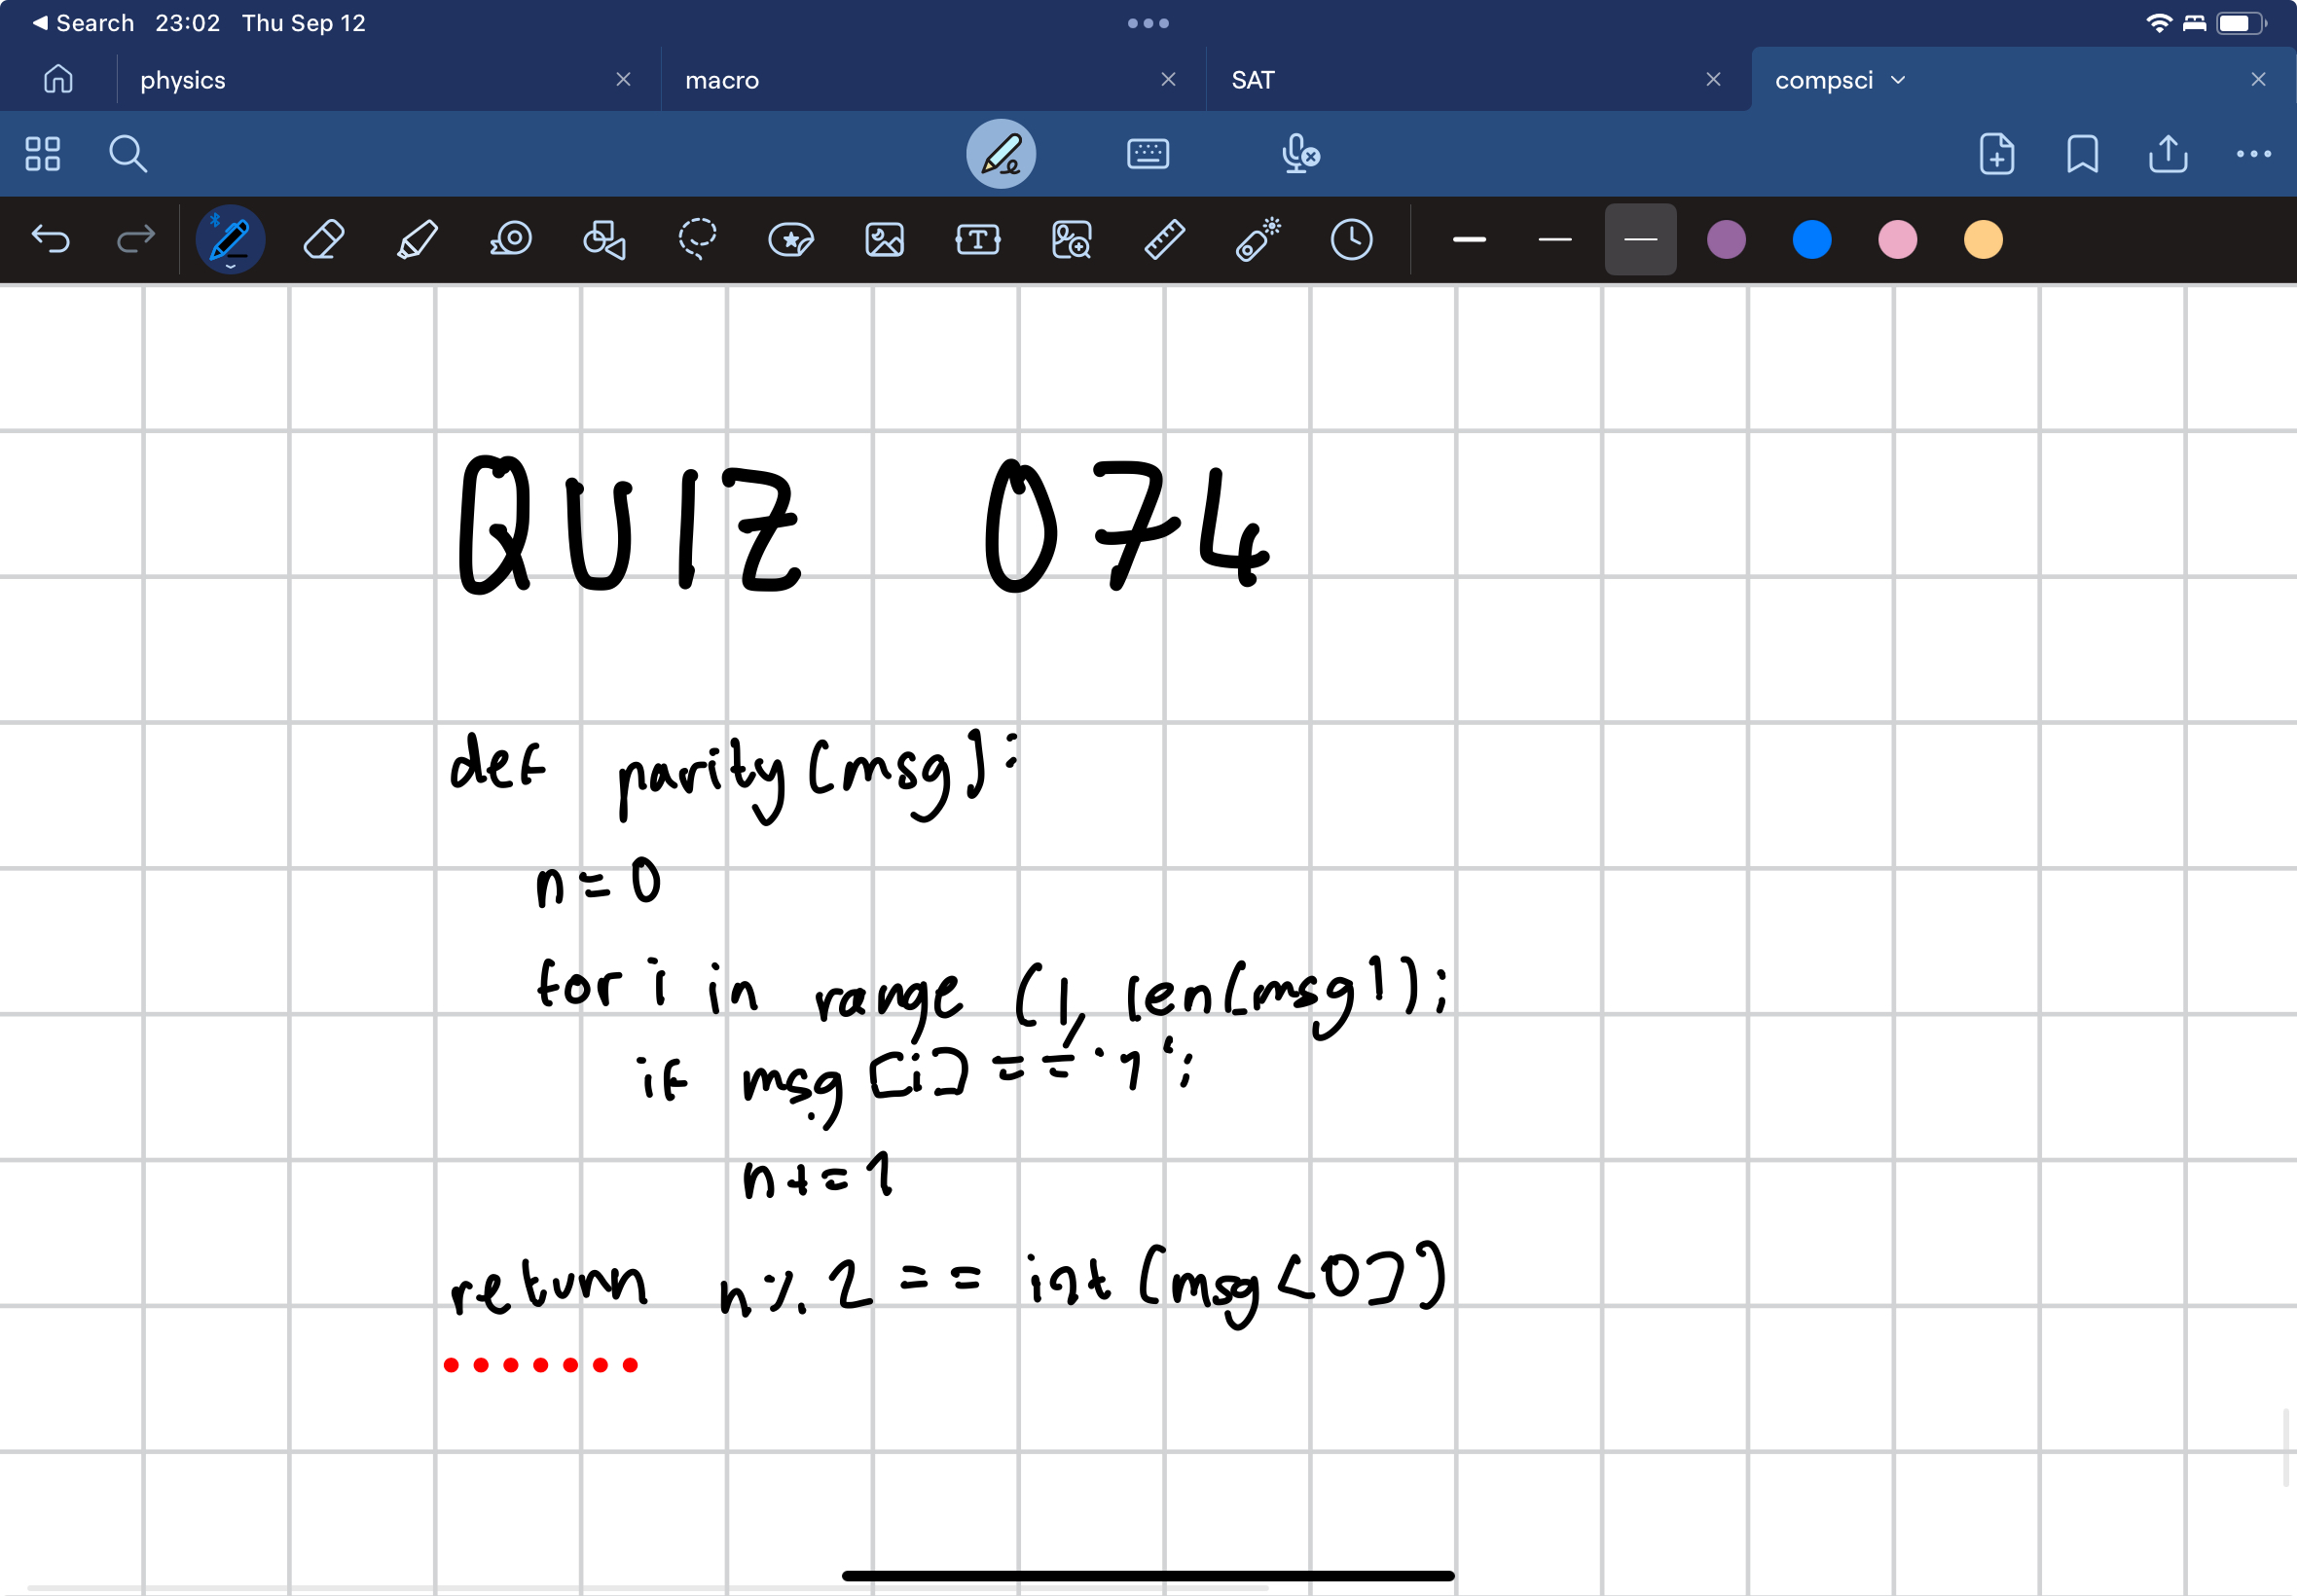 Search 23:02 Thu Sep 12
physics macro SAT compsci
QUIZ 074
def parity(msg):
n=0
for i in range (1, len(msg)):
if msg[i] == '1':
n+=1
return n%2 == int(mg[0])